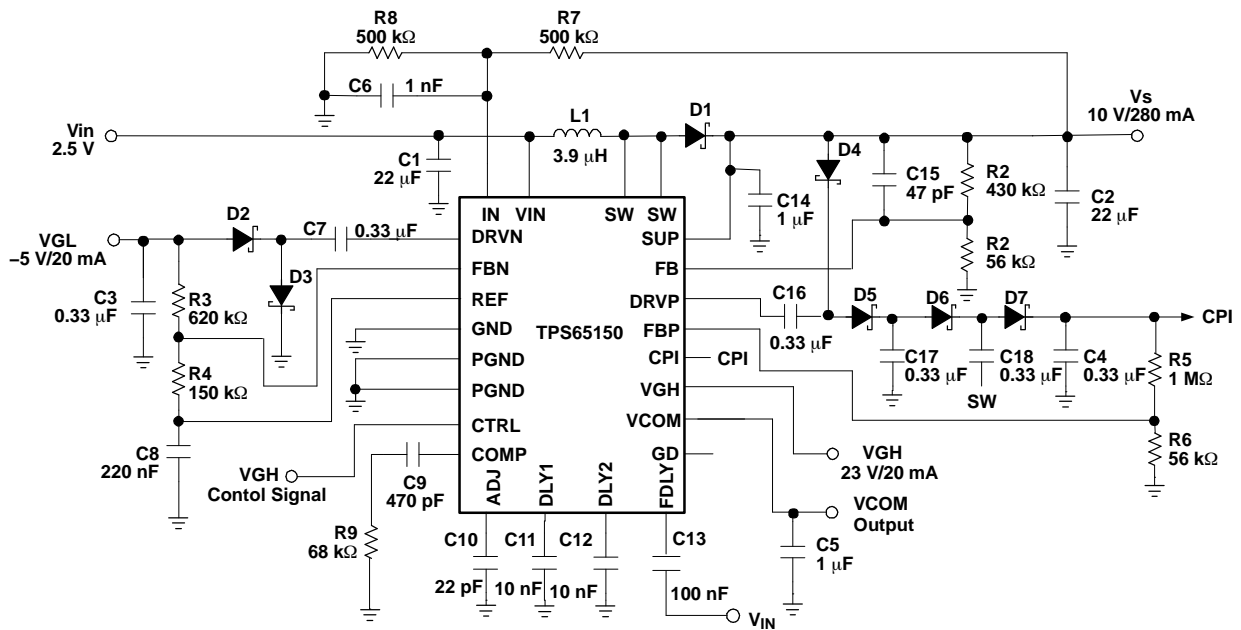 R8
500 kΩ
R7
500 kΩ
C6
1 nF
Vin
2.5 V
L1
3.9 μH
D1
Vs
10 V/280 mA
C1
22 μF
D4
C15
47 pF
R2
430 kΩ
C2
22 μF
C14
1 μF
R2
56 kΩ
IN
VIN
SW
SW
VGL
–5 V/20 mA
D2
C7
0.33 μF
D3
C3
0.33 μF
R3
620 kΩ
R4
150 kΩ
C8
220 nF
DRVN
FBN
REF
GND
PGND
PGND
CTRL
COMP
TPS65150
SUP
FB
DRVP
FBP
CPI
VGH
VCOM
GD
ADJ
DLY1
DLY2
FDLY
CPI
C16
0.33 μF
D5
D6
D7
CPI
C17
0.33 μF
C18
0.33 μF
SW
C4
0.33 μF
R5
1 MΩ
R6
56 kΩ
VGH
Contol Signal
C9
470 pF
R9
68 kΩ
VGH
23 V/20 mA
VCOM
Output
C5
1 μF
C10
22 pF
C11
10 nF
C12
10 nF
C13
100 nF
VIN